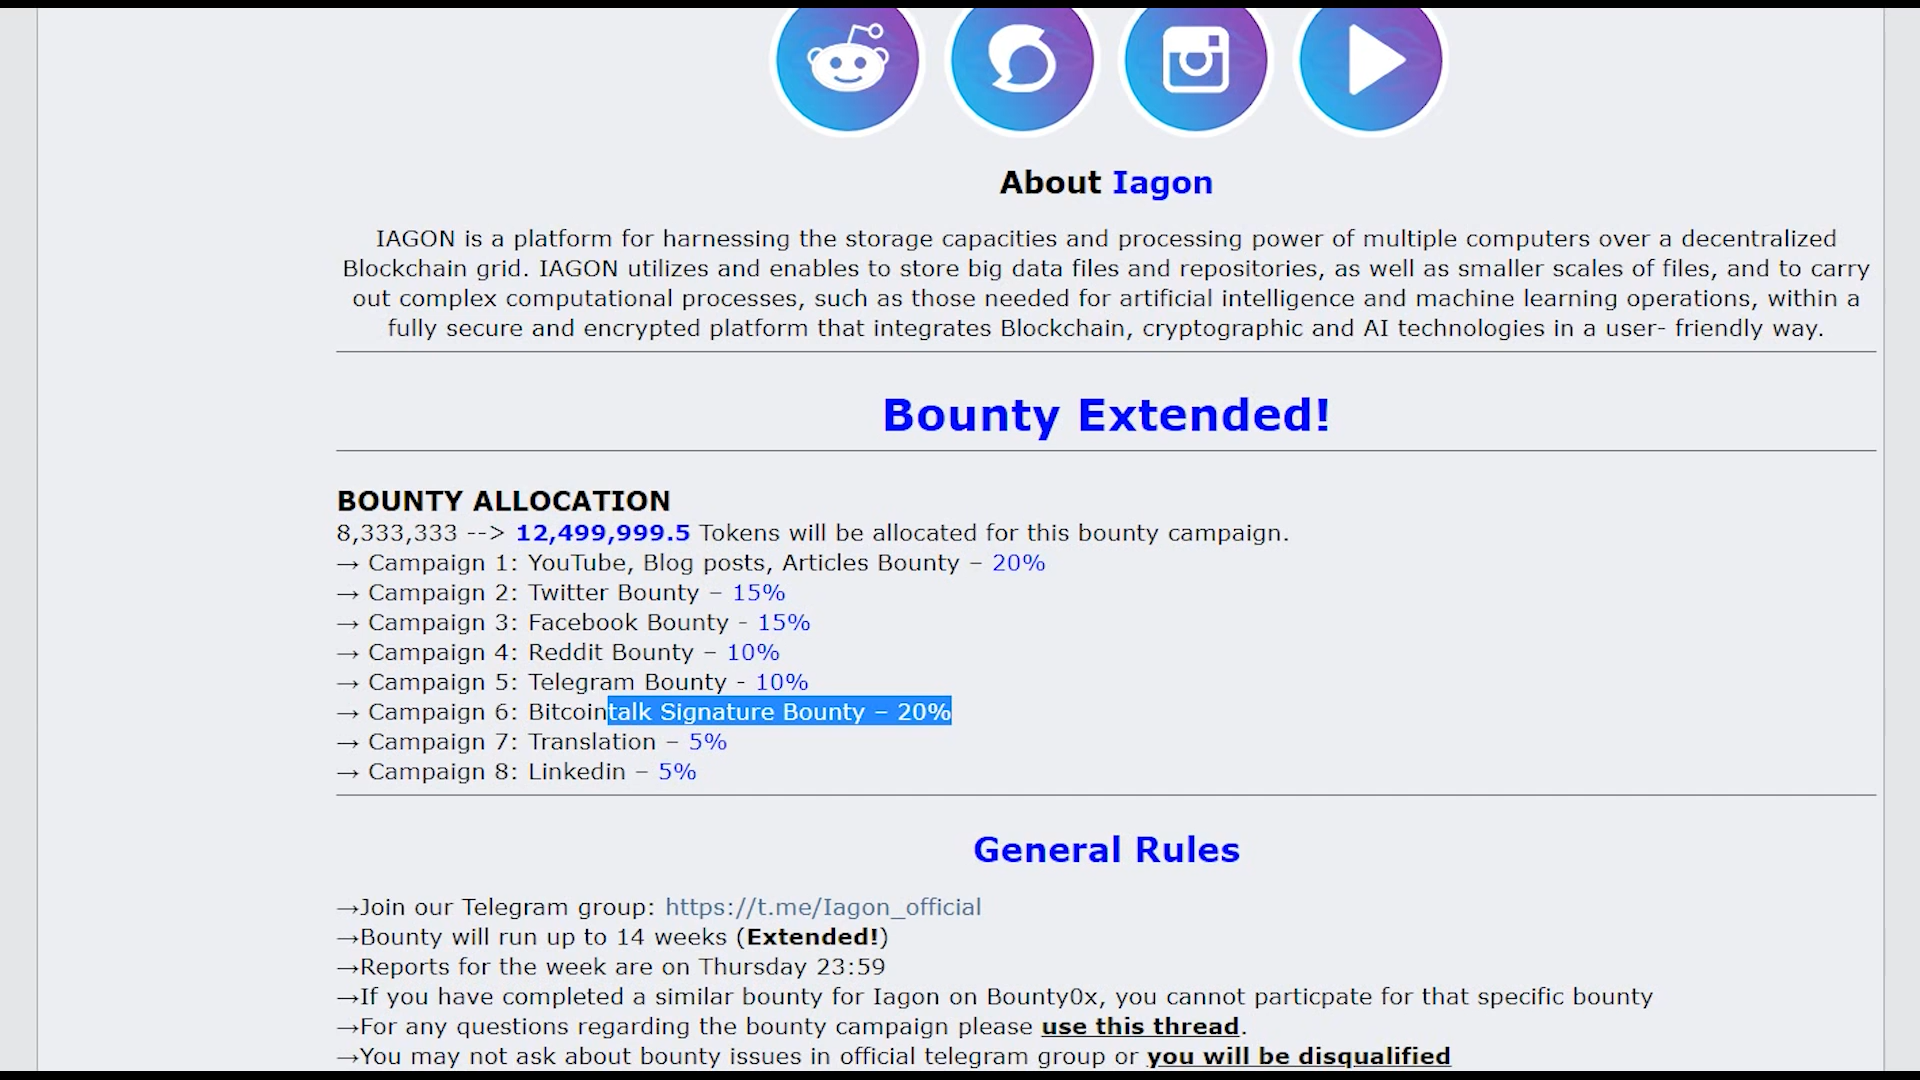 About Iagon
IAGON is a platform for harnessing the storage capacities and processing power of multiple computers over a decentralized
Blockchain grid. IAGON utilizes and enables to store big data files and repositories, as well as smaller scales of files, and to carry
out complex computational processes, such as those needed for artificial intelligence and machine learning operations, within a
fully secure and encrypted platform that integrates Blockchain, cryptographic and AI technologies in a user- friendly way.
Bounty Extended!
BOUNTY ALLOCATION
8,333,333 --> 12,499,999.5 Tokens will be allocated for this bounty campaign.
→ Campaign 1: YouTube, Blog posts, Articles Bounty – 20%
→ Campaign 2: Twitter Bounty – 15%
→ Campaign 3: Facebook Bounty - 15%
→ Campaign 4: Reddit Bounty – 10%
→ Campaign 5: Telegram Bounty - 10%
→ Campaign 6: Bitcointalk Signature Bounty – 20%
→ Campaign 7: Translation – 5%
→ Campaign 8: Linkedin – 5%
General Rules
→Join our Telegram group: https://t.me/Iagon_official
→Bounty will run up to 14 weeks (Extended!)
→Reports for the week are on Thursday 23:59
→If you have completed a similar bounty for Iagon on Bounty0x, you cannot particpate for that specific bounty
→For any questions regarding the bounty campaign please use this thread.
→You may not ask about bounty issues in official telegram group or you will be disqualified